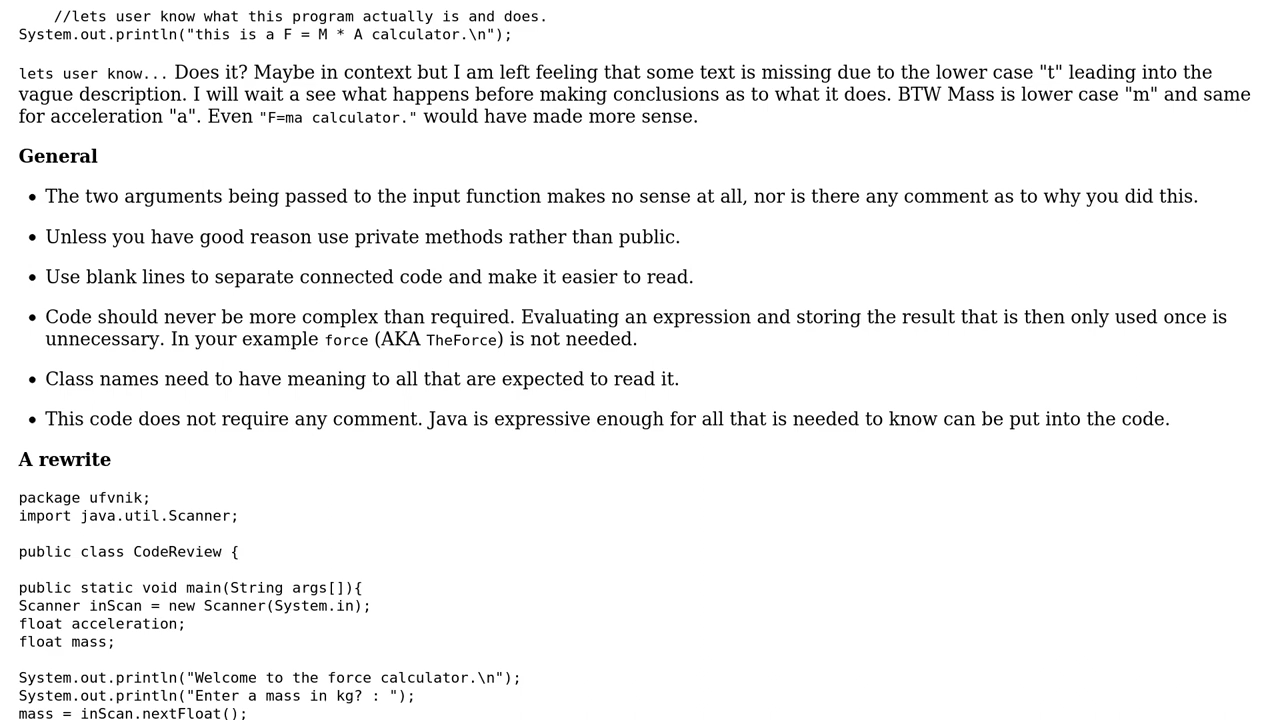 //lets user know what this program actually is and does.
System.out.println("this is a F = M * A calculator.\n");
lets user know... Does it? Maybe in context but I am left feeling that some text is missing due to the lower case "t" leading into the
vague description. I will wait a see what happens before making conclusions as to what it does. BTW Mass is lower case "m" and same
for acceleration "a". Even "F=ma calculator." would have made more sense.
General
• The two arguments being passed to the input function makes no sense at all, nor is there any comment as to why you did this.
• Unless you have good reason use private methods rather than public.
• Use blank lines to separate connected code and make it easier to read.
• Code should never be more complex than required. Evaluating an expression and storing the result that is then only used once is
unnecessary. In your example force (AKA TheForce) is not needed.
• Class names need to have meaning to all that are expected to read it.
• This code does not require any comment. Java is expressive enough for all that is needed to know can be put into the code.
A rewrite
package ufvnik;
import java.util.Scanner;
public class CodeReview {
public static void main(String args[]){
Scanner inScan = new Scanner(System.in);
float acceleration;
float mass;
System.out.println("Welcome to the force calculator.\n");
System.out.println("Enter a mass in kg? : ");
mass = inScan.nextFloat();